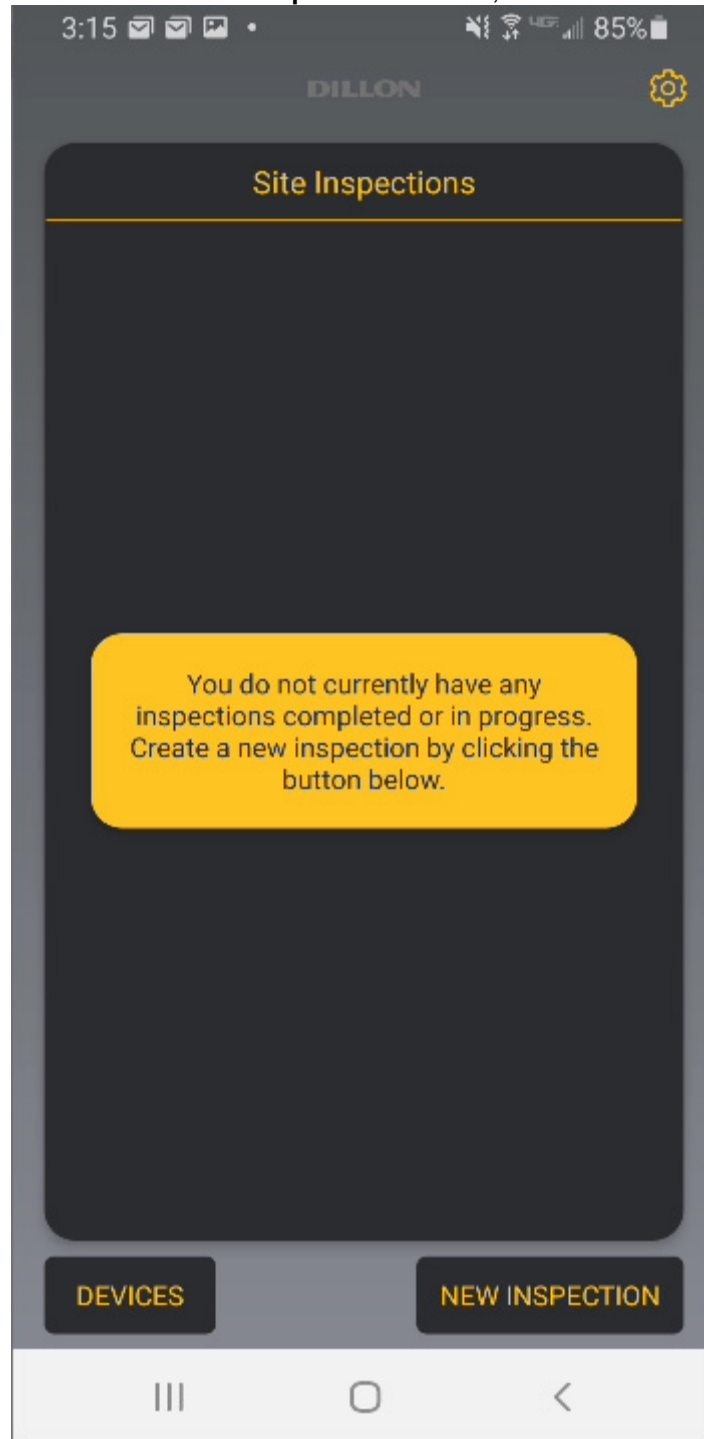 3:15 85%
DILLON
Site Inspections
You do not currently have any
inspections completed or in progress.
Create a new inspection by clicking the
button below.
DEVICES NEW INSPECTION